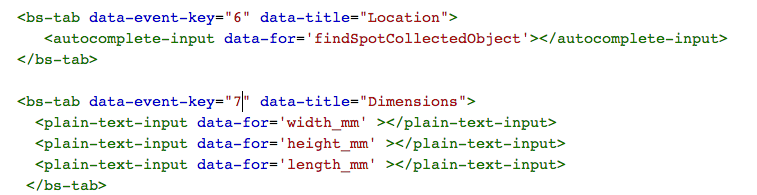 <bs-tab data-event-key="6" data-title="Location">
<autocomplete-input data-for='findSpotCollectedObject'></autocomplete-input>
</bs-tab>
<bs-tab data-event-key="7" data-title="Dimensions">
<plain-text-input data-for='width_mm' ></plain-text-input>
<plain-text-input data-for='height_mm' ></plain-text-input>
<plain-text-input data-for='length_mm' ></plain-text-input>
</bs-tab>